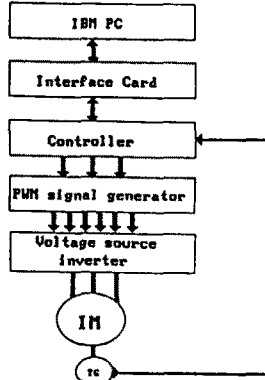 IBM PC
Interface Card
Controller
PWM signal generator
Voltage source
inverter
IM
TG